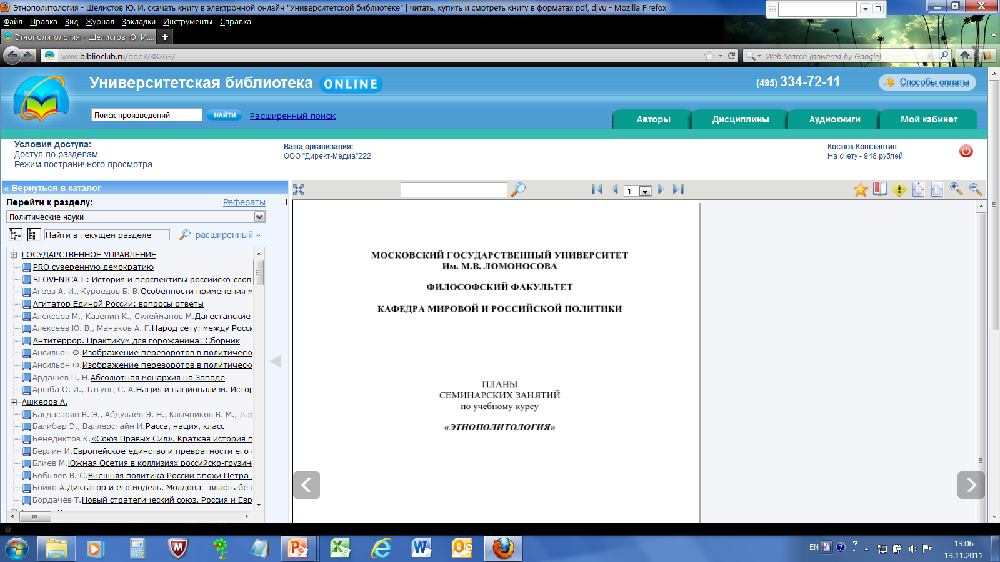 Этнополитология - Шелистов Ю. И. скачать книгу в электронной онлайн "Университетской библиотеке" | читать, купить и смотреть книгу в форматах pdf, djvu - Mozilla Firefox
Файл Правка Вид Журнал Закладки Инструменты Справка
Этнополитология - Шелистов Ю. И....
www.biblioclub.ru/book/38263/
Web Search (powered by Google)
Университетская библиотека ONLINE
(495) 334-72-11
Способы оплаты
Поиск произведений
НАЙТИ
Расширенный поиск
Авторы
Дисциплины
Аудиокниги
Мой кабинет
Условия доступа:
Доступ по разделам
Режим постраничного просмотра
Ваша организация:
ООО "Директ-Медиа"222
Костюк Константин
На счету - 948 рублей
« Вернуться в каталог
Перейти к разделу:
Рефераты
Политические науки
Найти в текущем разделе
расширенный »
ГОСУДАРСТВЕННОЕ УПРАВЛЕНИЕ
PRO суверенную демократию
SLOVENICA I : История и перспективы российско-слове
Агеев А. И., Куроедов Б. В.Особенности применения м
Агитатор Единой России: вопросы ответы
Алексеев М., Казенин К., Сулейманов М.Дагестанские
Алексеев Ю. В., Манаков А. Г.Народ сету: между Росси
Антитеррор. Практикум для горожанина: Сборник
Ансильон Ф.Изображение переворотов в политическо
Ансильон Ф.Изображение переворотов в политическо
Ардашев П. Н.Абсолютная монархия на Западе
Аршба О. И., Татунц С. А.Нация и национализм. Истор
Ашкеров А.
Багдасарян В. Э., Абдулаев Э. Н., Клычников В. М., Лар
Балибар Э., Валлерстайн И.Расса, нация, класс
Бенедиктов К.«Союз Правых Сил». Краткая история п
Берлин И.Европейское единство и превратности его с
Блиев М.Южная Осетия в коллизиях российско-грузинс
Бобылев В. С.Внешняя политика России эпохи Петра
Бойко А.Диктатор и его модель. Молдова - власть без
Бордачёв Т.Новый стратегический союз. Россия и Евр
1
МОСКОВСКИЙ ГОСУДАРСТВЕННЫЙ УНИВЕРСИТЕТ
Им. М.В. ЛОМОНОСОВА
ФИЛОСОФСКИЙ ФАКУЛЬТЕТ
КАФЕДРА МИРОВОЙ И РОССИЙСКОЙ ПОЛИТИКИ
ПЛАНЫ
СЕМИНАРСКИХ ЗАНЯТИЙ
по учебному курсу
«ЭТНОПОЛИТОЛОГИЯ»
EN
13:06
13.11.2011